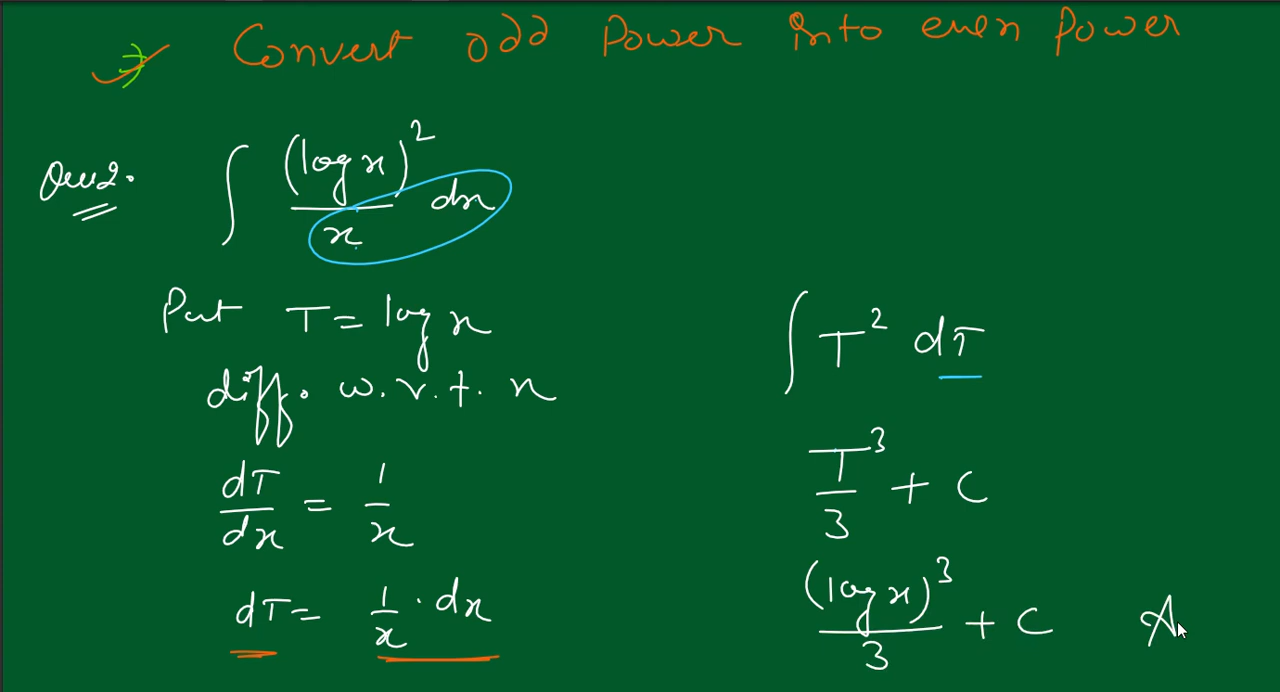 ⇒ Convert odd Power into even Power
Que2. ∫ (log x)² / x dx
Put T = log x
diff. w.r.t. x
dT/dx = 1/x
dT = 1/x · dx
∫ T² dT
T³/3 + C
(log x)³/3 + C A